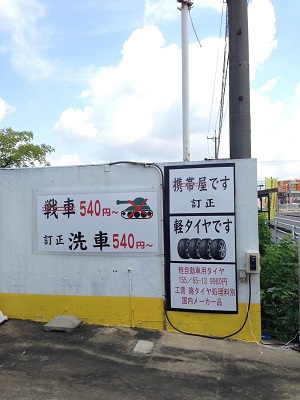 戦車 540円～
訂正 洗車 540円～
携帯屋です
訂正
軽タイヤです
軽自動車用タイヤ
155／65-13 9980円
工賃 廃タイヤ処理料別
国内メーカー品